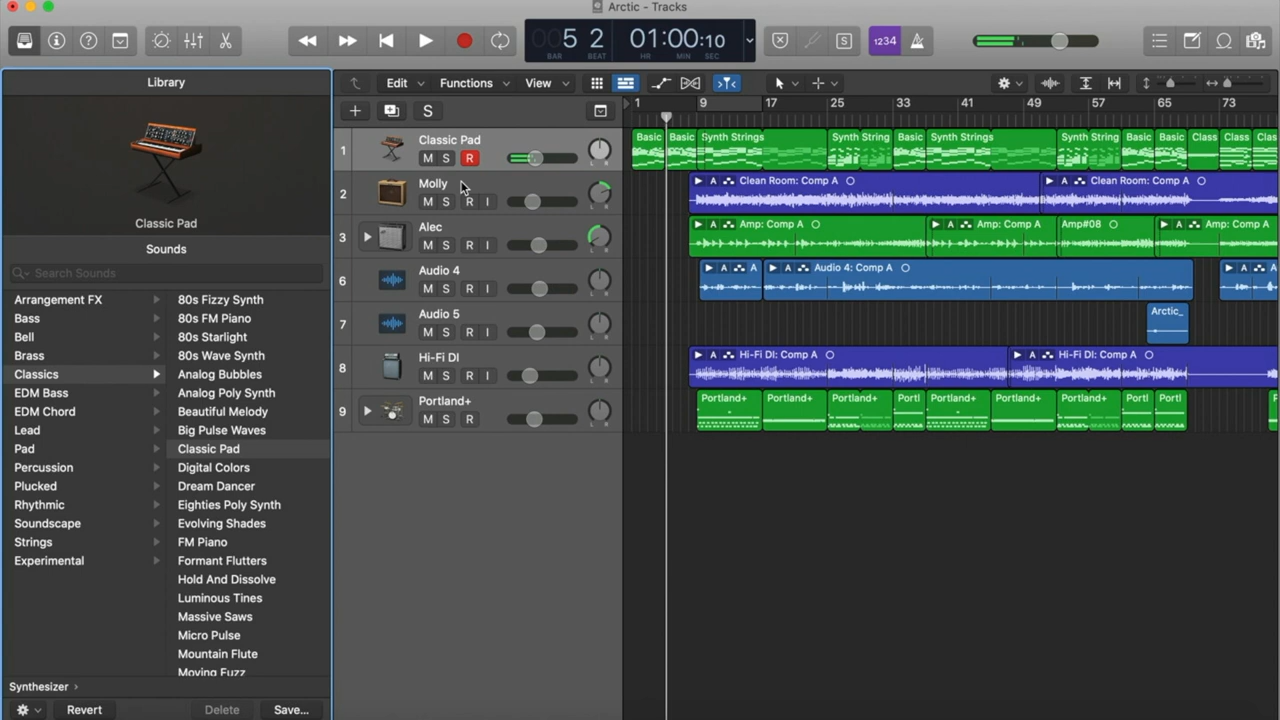 Arctic - Tracks
005 2
BAR BEAT
01:00:10
HR MIN SEC
1234
Library
Edit Functions View
1 9 17 25 33 41 49 57 65 73
S
Classic Pad
Sounds
Search Sounds
Arrangement FX
Bass
Bell
Brass
Classics
EDM Bass
EDM Chord
Lead
Pad
Percussion
Plucked
Rhythmic
Soundscape
Strings
Experimental
80s Fizzy Synth
80s FM Piano
80s Starlight
80s Wave Synth
Analog Bubbles
Analog Poly Synth
Beautiful Melody
Big Pulse Waves
Classic Pad
Digital Colors
Dream Dancer
Eighties Poly Synth
Evolving Shades
FM Piano
Formant Flutters
Hold And Dissolve
Luminous Tines
Massive Saws
Micro Pulse
Mountain Flute
Moving Fuzz
Synthesizer
Revert Delete Save...
1 Classic Pad
M S R
L R
2 Molly
M S R I
L R
3 Alec
M S R I
L R
6 Audio 4
M S R I
L R
7 Audio 5
M S R I
L R
8 Hi-Fi DI
M S R I
L R
9 Portland+
M S R
L R
Basic Basic Synth Strings Synth String Basic Synth Strings Synth String Basic Basic Class Class Class
A Clean Room: Comp A A Clean Room: Comp A
A Amp: Comp A A Amp: Comp A Amp#08 A Amp: Comp A
A A A Audio 4: Comp A A
Arctic_
A Hi-Fi DI: Comp A A Hi-Fi DI: Comp A
Portland+ Portland+ Portland+ Portl Portland+ Portland+ Portland+ Portl Portl